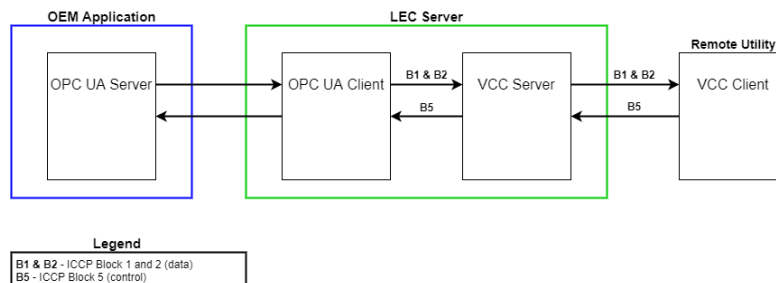 OEM Application
LEC Server
Remote Utility
OPC UA Server
OPC UA Client
B1 & B2
VCC Server
B1 & B2
VCC Client
B5
B5
Legend
B1 & B2 - ICCP Block 1 and 2 (data)
B5 - ICCP Block 5 (control)